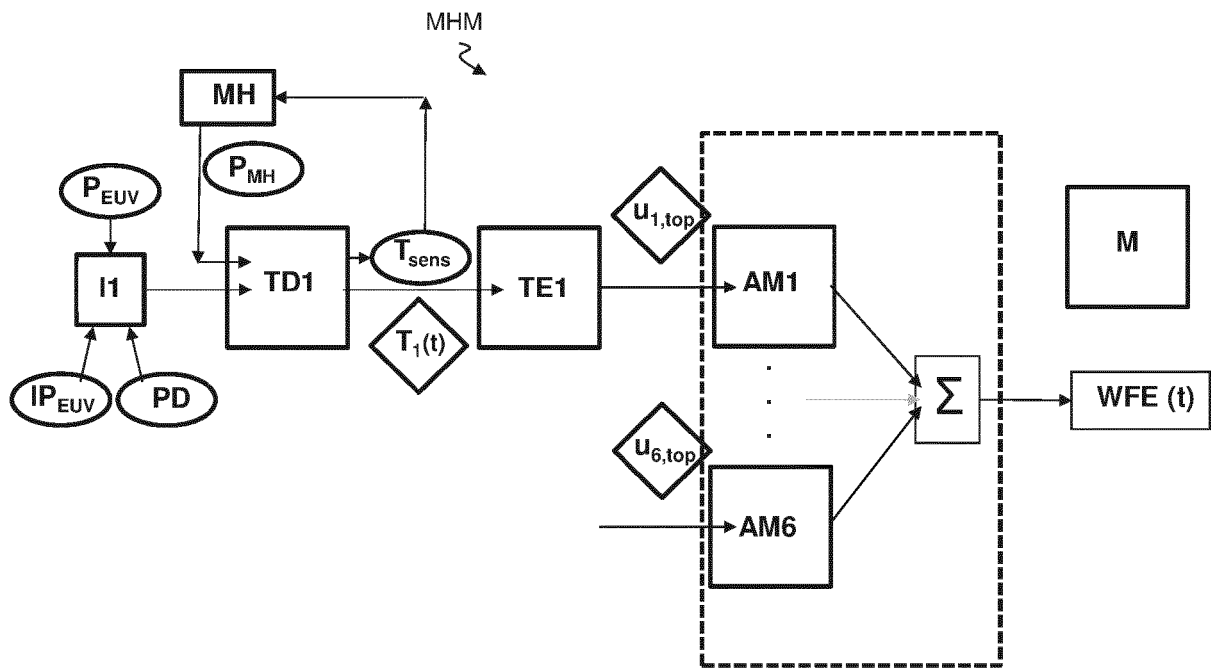 MHM
MH
P_MH
P_EUV
u_1,top
M
I1
TD1
T_sens
TE1
AM1
T_1(t)
IP_EUV
PD
Σ
WFE (t)
u_6,top
AM6